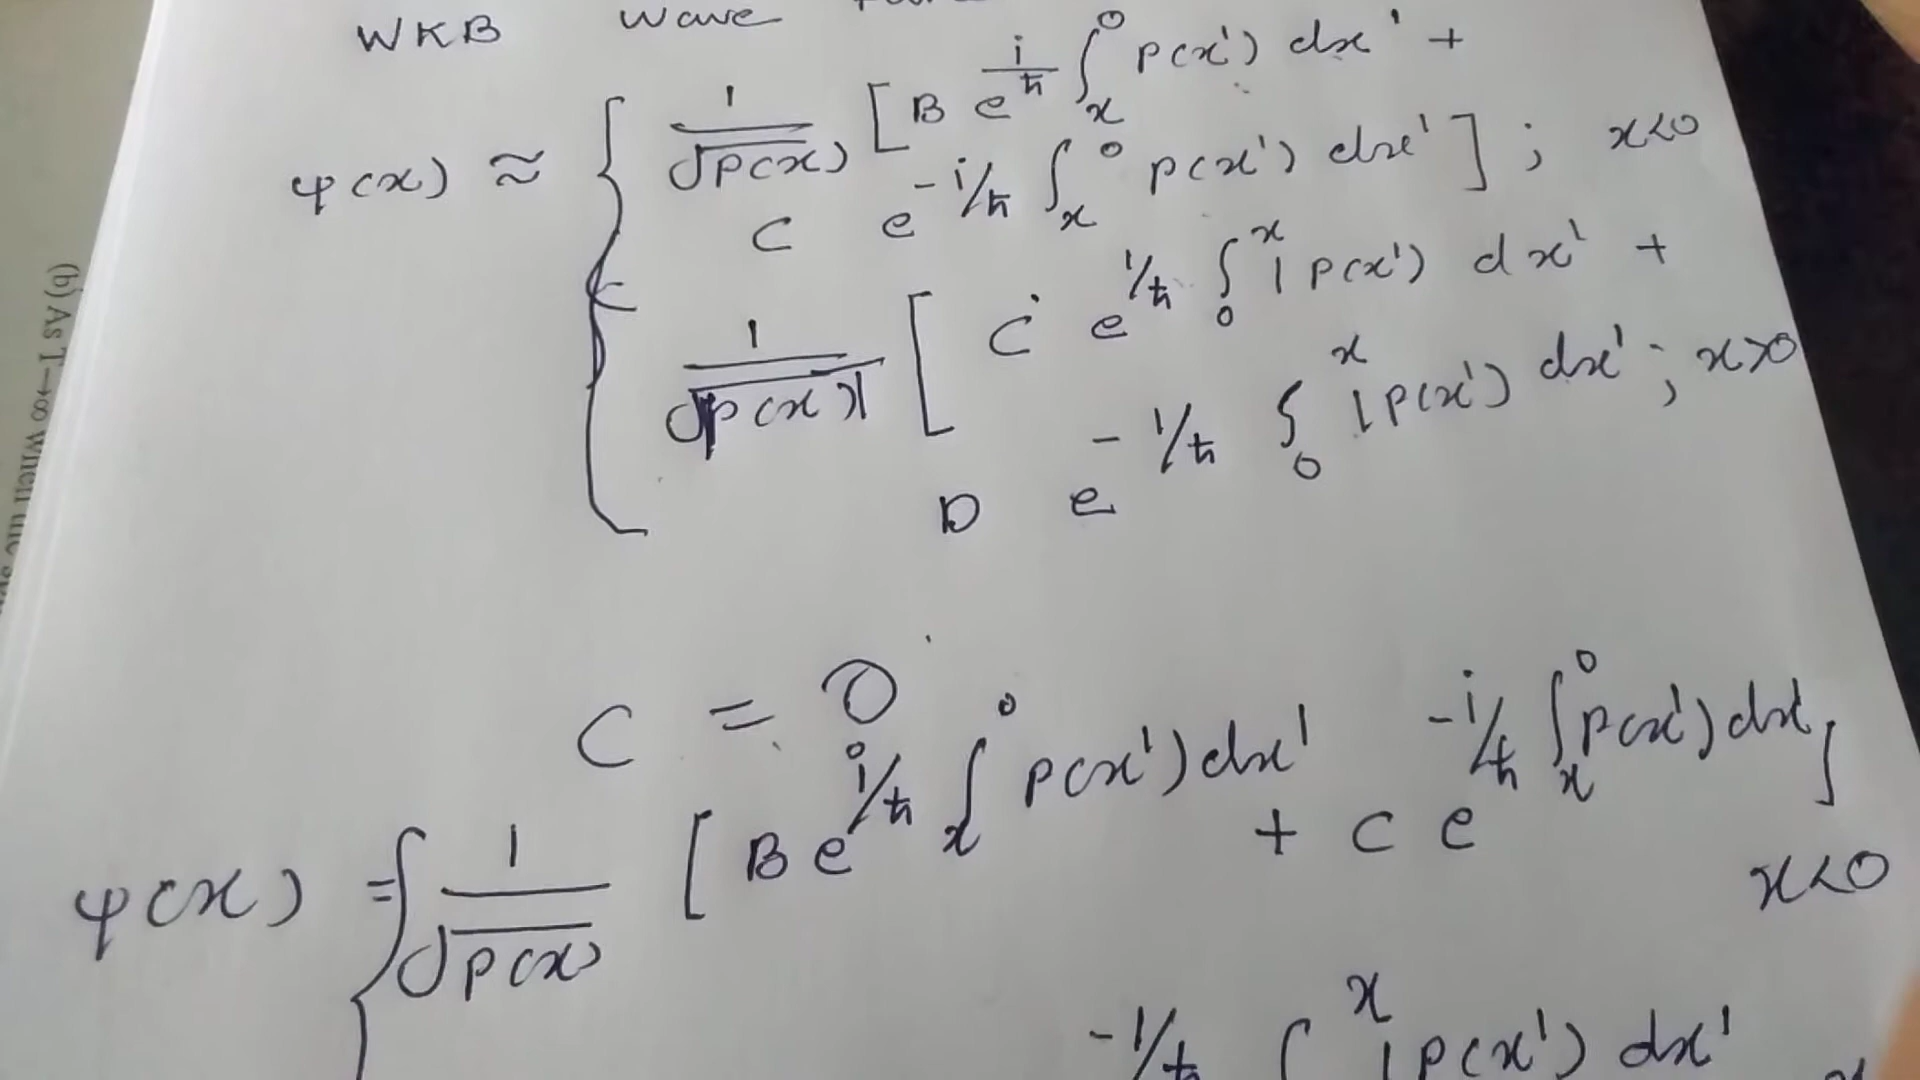 WKB wave
ψ(x) ≈ { 1/√P(x) [ B e^{i/ħ ∫_x^0 P(x') dx'} +
C e^{-i/ħ ∫_x^0 P(x') dx'} ] ; x<0
1/√|P(x)| [ C e^{1/ħ ∫_0^x |P(x') dx'} +
D e^{-1/ħ ∫_0^x |P(x') dx'} ; x>0
C = 0
ψ(x) = { 1/√P(x) [ B e^{i/ħ ∫_x^0 P(x') dx'} + C e^{-i/ħ ∫_x^0 P(x') dx'} ]
x<0
-1/ħ ∫^x |P(x') dx'
(b) As T→∞ when the